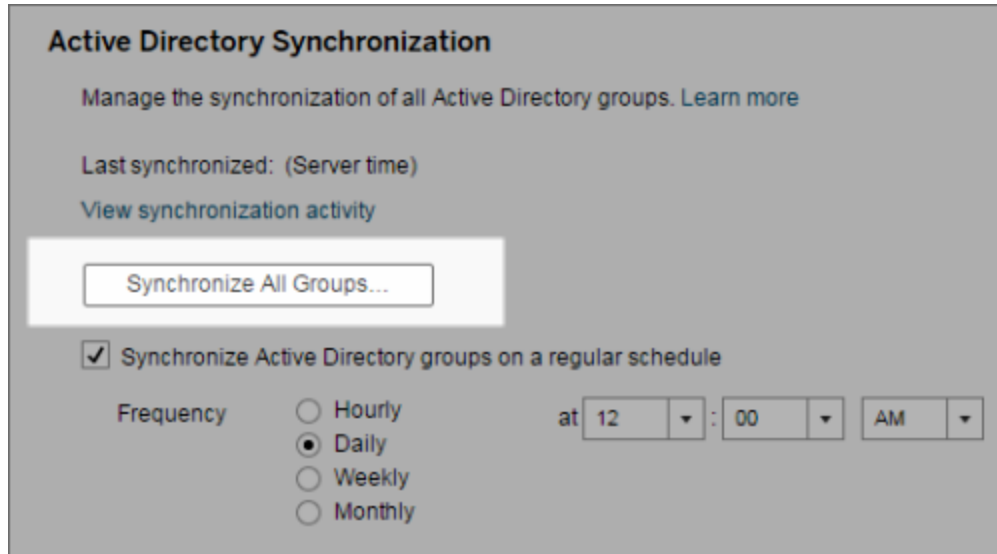 Active Directory Synchronization
Manage the synchronization of all Active Directory groups. Learn more
Last synchronized: (Server time)
View synchronization activity
Synchronize All Groups...
Synchronize Active Directory groups on a regular schedule
Frequency Hourly at 12 : 00 AM
Daily
Weekly
Monthly